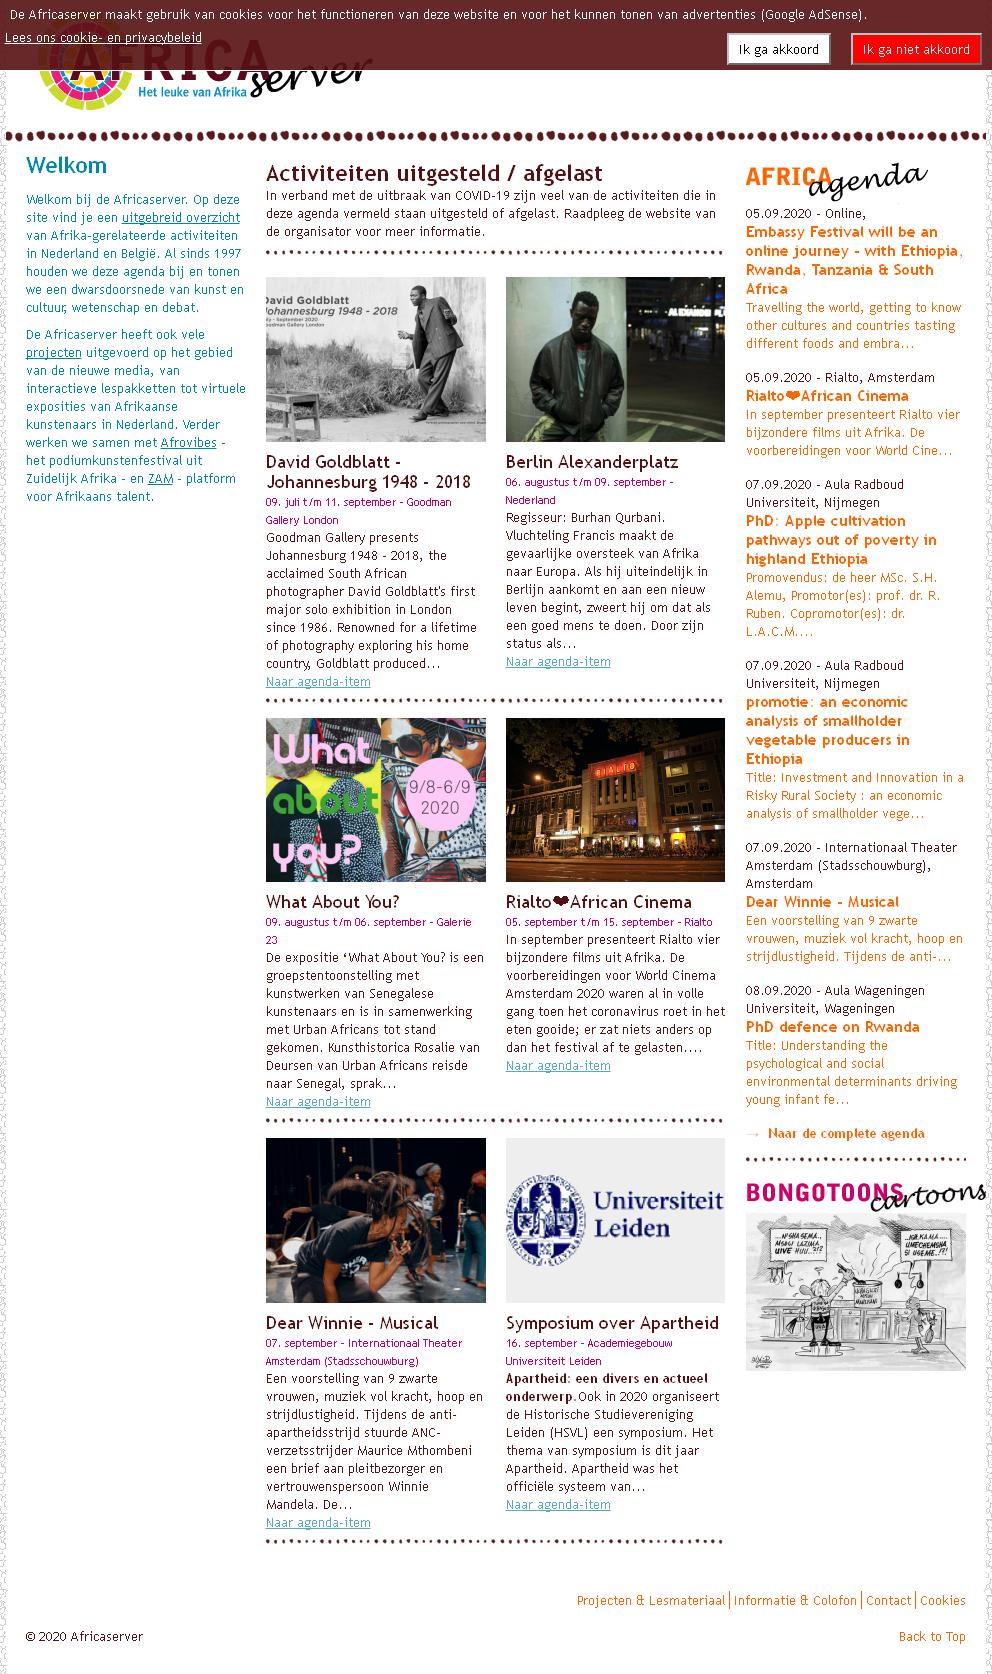 De Africaserver maakt gebruik van cookies voor het functioneren van deze website en voor het kunnen tonen van advertenties (Google AdSense).
Lees ons cookie- en privacybeleid
Ik ga akkoord
Ik ga niet akkoord
AFRICA
server
Het leuke van Afrika
Welkom
Welkom bij de Africaserver. Op deze
site vind je een uitgebreid overzicht
van Afrika-gerelateerde activiteiten
in Nederland en België. Al sinds 1997
houden we deze agenda bij en tonen
we een dwarsdoorsnede van kunst en
cultuur, wetenschap en debat.
De Africaserver heeft ook vele
projecten uitgevoerd op het gebied
van de nieuwe media, van
interactieve lespakketten tot virtuele
exposities van Afrikaanse
kunstenaars in Nederland. Verder
werken we samen met Afrovibes -
het podiumkunstenfestival uit
Zuidelijk Afrika - en ZAM - platform
voor Afrikaans talent.
Activiteiten uitgesteld / afgelast
In verband met de uitbraak van COVID-19 zijn veel van de activiteiten die in
deze agenda vermeld staan uitgesteld of afgelast. Raadpleeg de website van
de organisator voor meer informatie.
David Goldblatt
Johannesburg 1948 - 2018
July - September 2020
Goodman Gallery London
David Goldblatt -
Johannesburg 1948 - 2018
09. juli t/m 11. september - Goodman
Gallery London
Goodman Gallery presents
Johannesburg 1948 - 2018, the
acclaimed South African
photographer David Goldblatt's first
major solo exhibition in London
since 1986. Renowned for a lifetime
of photography exploring his home
country, Goldblatt produced...
Naar agenda-item
Berlin Alexanderplatz
06. augustus t/m 09. september -
Nederland
Regisseur: Burhan Qurbani.
Vluchteling Francis maakt de
gevaarlijke oversteek van Afrika
naar Europa. Als hij uiteindelijk in
Berlijn aankomt en aan een nieuw
leven begint, zweert hij om dat als
een goed mens te doen. Door zijn
status als...
Naar agenda-item
What
about
you?
9/8-6/9
2020
What About You?
09. augustus t/m 06. september - Galerie
23
De expositie ‘What About You? is een
groepstentoonstelling met
kunstwerken van Senegalese
kunstenaars en is in samenwerking
met Urban Africans tot stand
gekomen. Kunsthistorica Rosalie van
Deursen van Urban Africans reisde
naar Senegal, sprak...
Naar agenda-item
RIALTO
Rialto❤African Cinema
05. september t/m 15. september - Rialto
In september presenteert Rialto vier
bijzondere films uit Afrika. De
voorbereidingen voor World Cinema
Amsterdam 2020 waren al in volle
gang toen het coronavirus roet in het
eten gooide; er zat niets anders op
dan het festival af te gelasten....
Naar agenda-item
Dear Winnie - Musical
07. september - Internationaal Theater
Amsterdam (Stadsschouwburg)
Een voorstelling van 9 zwarte
vrouwen, muziek vol kracht, hoop en
strijdlustigheid. Tijdens de anti-
apartheidsstrijd stuurde ANC-
verzetsstrijder Maurice Mthombeni
een brief aan pleitbezorger en
vertrouwenspersoon Winnie
Mandela. De...
Naar agenda-item
Universiteit
Leiden
Symposium over Apartheid
16. september - Academiegebouw
Universiteit Leiden
Apartheid: een divers en actueel
onderwerp.Ook in 2020 organiseert
de Historische Studievereniging
Leiden (HSVL) een symposium. Het
thema van symposium is dit jaar
Apartheid. Apartheid was het
officiële systeem van...
Naar agenda-item
AFRICA
agenda
05.09.2020 - Online,
Embassy Festival will be an
online journey - with Ethiopia,
Rwanda, Tanzania & South
Africa
Travelling the world, getting to know
other cultures and countries tasting
different foods and embra...
05.09.2020 - Rialto, Amsterdam
Rialto❤African Cinema
In september presenteert Rialto vier
bijzondere films uit Afrika. De
voorbereidingen voor World Cine...
07.09.2020 - Aula Radboud
Universiteit, Nijmegen
PhD: Apple cultivation
pathways out of poverty in
highland Ethiopia
Promovendus: de heer MSc. S.H.
Alemu, Promotor(es): prof. dr. R.
Ruben. Copromotor(es): dr.
L.A.C.M....
07.09.2020 - Aula Radboud
Universiteit, Nijmegen
promotie: an economic
analysis of smallholder
vegetable producers in
Ethiopia
Title: Investment and Innovation in a
Risky Rural Society : an economic
analysis of smallholder vege...
07.09.2020 - Internationaal Theater
Amsterdam (Stadsschouwburg),
Amsterdam
Dear Winnie - Musical
Een voorstelling van 9 zwarte
vrouwen, muziek vol kracht, hoop en
strijdlustigheid. Tijdens de anti-...
08.09.2020 - Aula Wageningen
Universiteit, Wageningen
PhD defence on Rwanda
Title: Understanding the
psychological and social
environmental determinants driving
young infant fe...
→ Naar de complete agenda
BONGOTOONS
cartoons
Projecten & Lesmateriaal | Informatie & Colofon | Contact | Cookies
© 2020 Africaserver
Back to Top